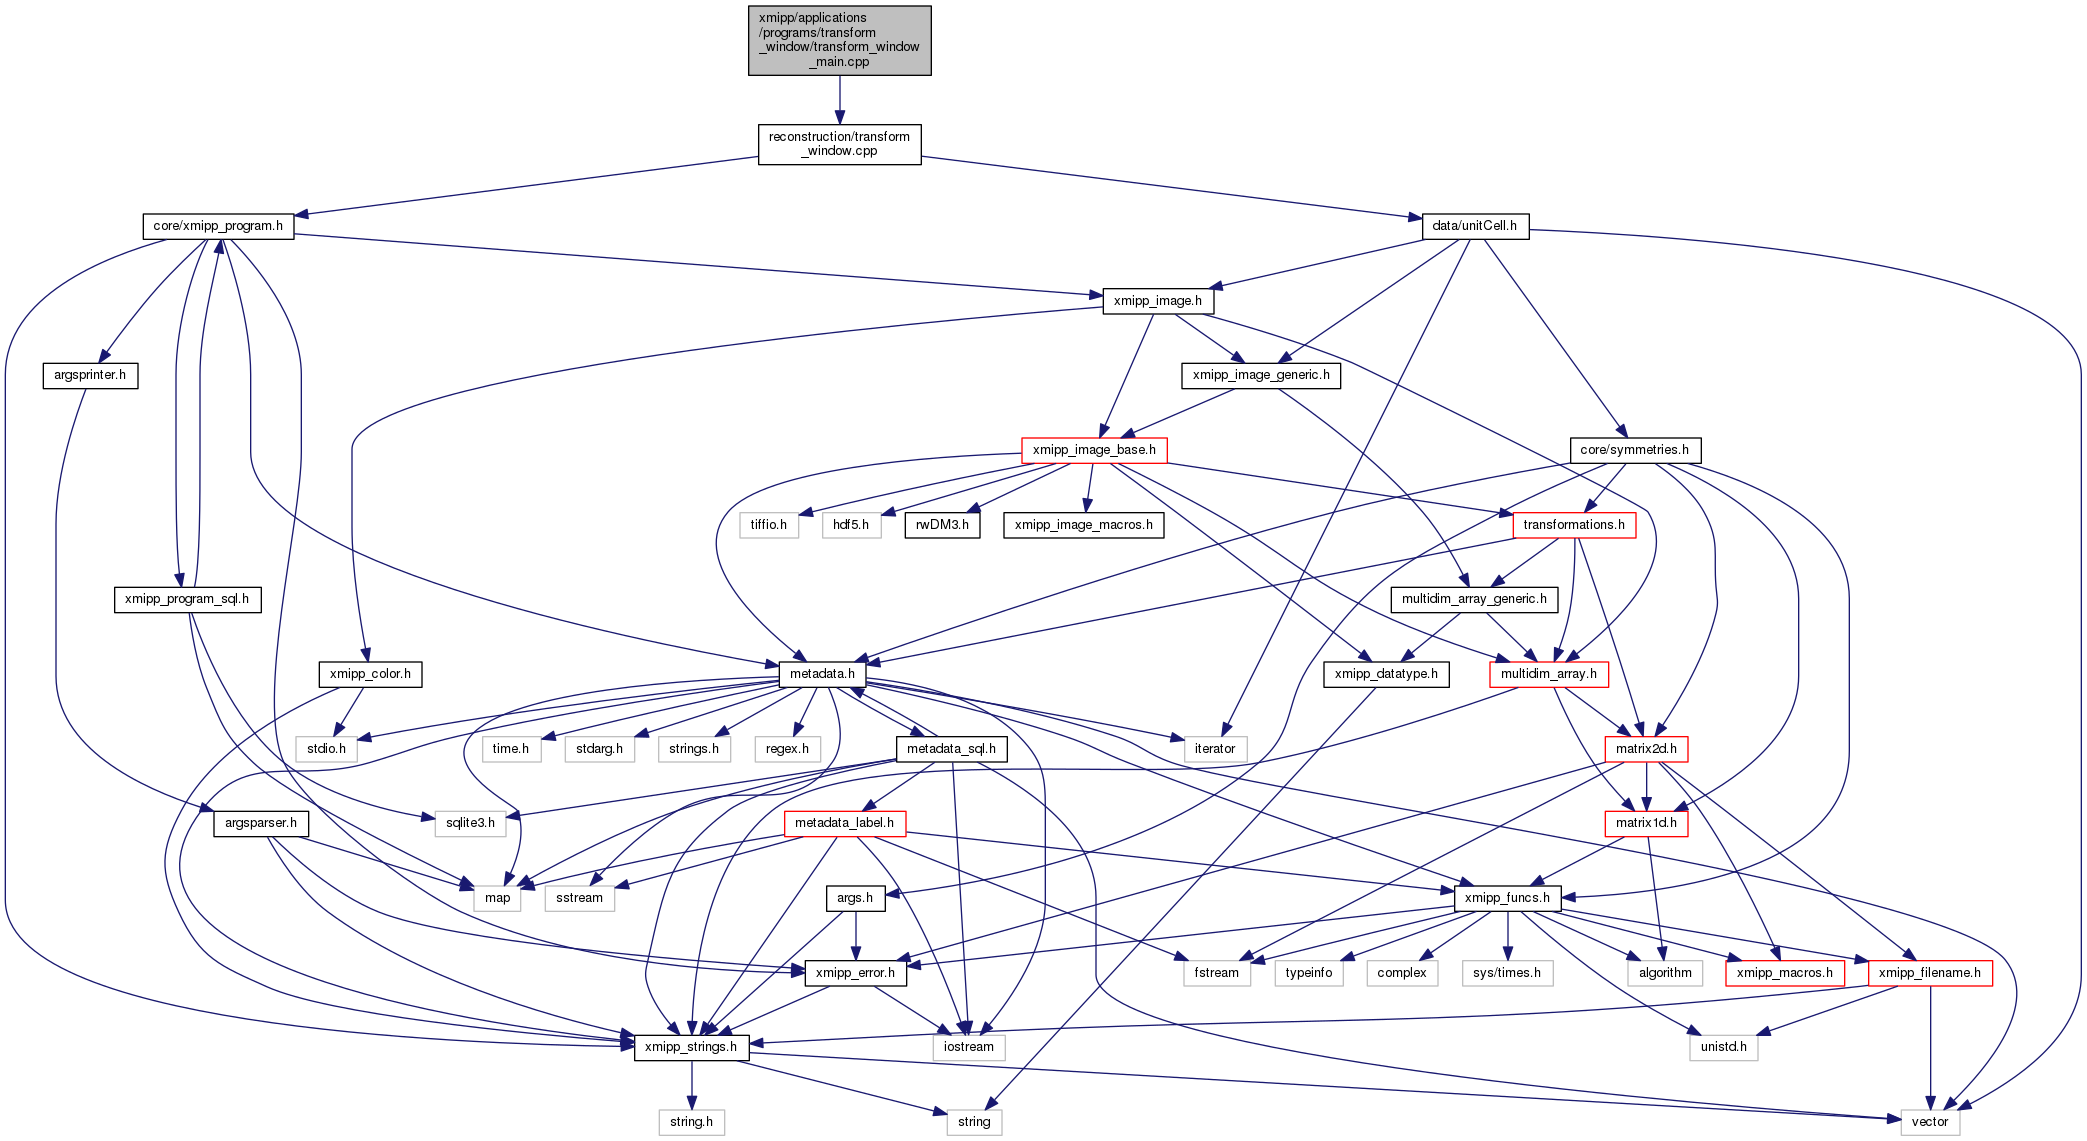 xmipp/applications
/programs/transform
_window/transform_window
_main.cpp
reconstruction/transform
_window.cpp
core/xmipp_program.h
data/unitCell.h
xmipp_image.h
argsprinter.h
xmipp_image_generic.h
xmipp_image_base.h
core/symmetries.h
tiffio.h
hdf5.h
rwDM3.h
xmipp_image_macros.h
transformations.h
xmipp_program_sql.h
multidim_array_generic.h
xmipp_color.h
metadata.h
xmipp_datatype.h
multidim_array.h
stdio.h
time.h
stdarg.h
strings.h
regex.h
metadata_sql.h
iterator
matrix2d.h
argsparser.h
sqlite3.h
metadata_label.h
matrix1d.h
map
sstream
args.h
xmipp_funcs.h
xmipp_error.h
fstream
typeinfo
complex
sys/times.h
algorithm
xmipp_macros.h
xmipp_filename.h
xmipp_strings.h
iostream
unistd.h
string.h
string
vector